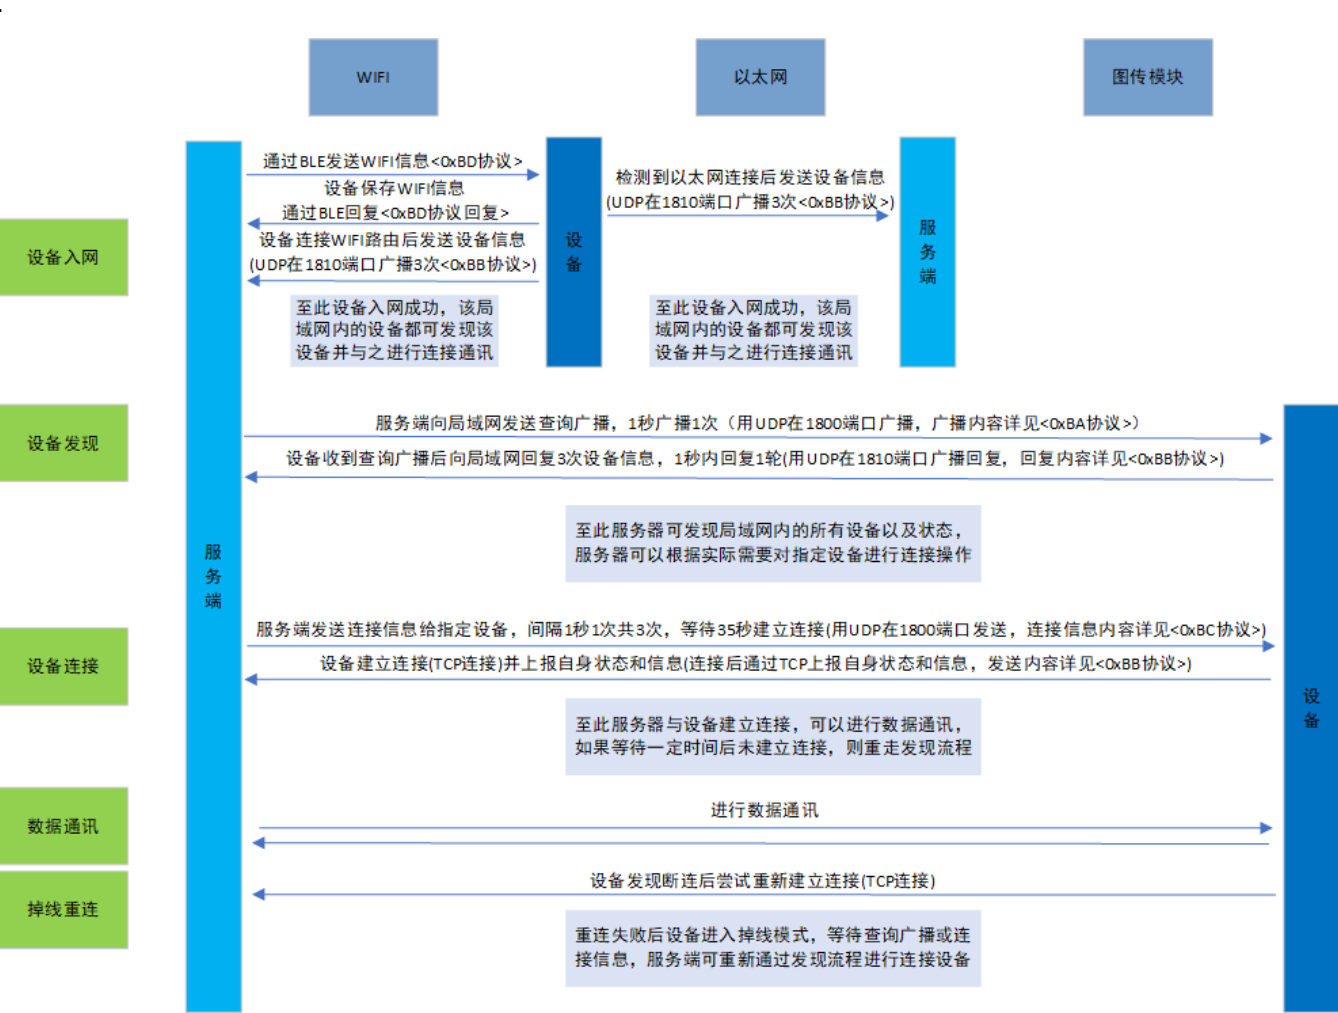 WIFI
以太网
图传模块
通过BLE发送WIFI信息<0xBD协议>
设备保存WIFI信息
通过BLE回复<0xBD协议回复>
设备连接WIFI路由后发送设备信息
(UDP在1810端口广播3次<0xBB协议>)
至此设备入网成功，该局
域网内的设备都可发现该
设备并与之进行连接通讯
设
备
检测到以太网连接后发送设备信息
(UDP在1810端口广播3次<0xBB协议>)
至此设备入网成功，该局
域网内的设备都可发现该
设备并与之进行连接通讯
服
务
端
设备入网
设备发现
服务端向局域网发送查询广播，1秒广播1次（用UDP在1800端口广播，广播内容详见<0xBA协议>）
设备收到查询广播后向局域网回复3次设备信息，1秒内回复1轮(用UDP在1810端口广播回复，回复内容详见<0xBB协议>)
至此服务器可发现局域网内的所有设备以及状态，
服务器可以根据实际需要对指定设备进行连接操作
服
务
端
设备连接
服务端发送连接信息给指定设备，间隔1秒1次共3次，等待35秒建立连接(用UDP在1800端口发送，连接信息内容详见<0xBC协议>)
设备建立连接(TCP连接)并上报自身状态和信息(连接后通过TCP上报自身状态和信息，发送内容详见<0xBB协议>)
至此服务器与设备建立连接，可以进行数据通讯，
如果等待一定时间后未建立连接，则重走发现流程
设
备
数据通讯
进行数据通讯
掉线重连
设备发现断连后尝试重新建立连接(TCP连接)
重连失败后设备进入掉线模式，等待查询广播或连
接信息，服务端可重新通过发现流程进行连接设备